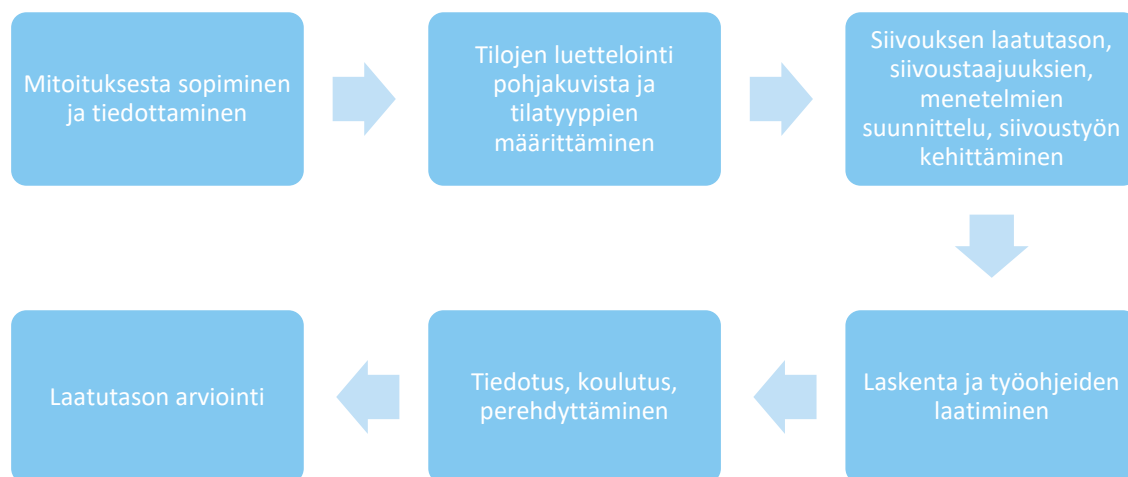 Mitoituksesta sopiminen
ja tiedottaminen
Tilojen luettelointi
pohjakuvista ja
tilatyyppien
määrittäminen
Siivouksen laatutason,
siivoustaajuuksien,
menetelmien
suunnittelu, siivoustyön
kehittäminen
Laskenta ja työohjeiden
laatiminen
Tiedotus, koulutus,
perehdyttäminen
Laatutason arviointi